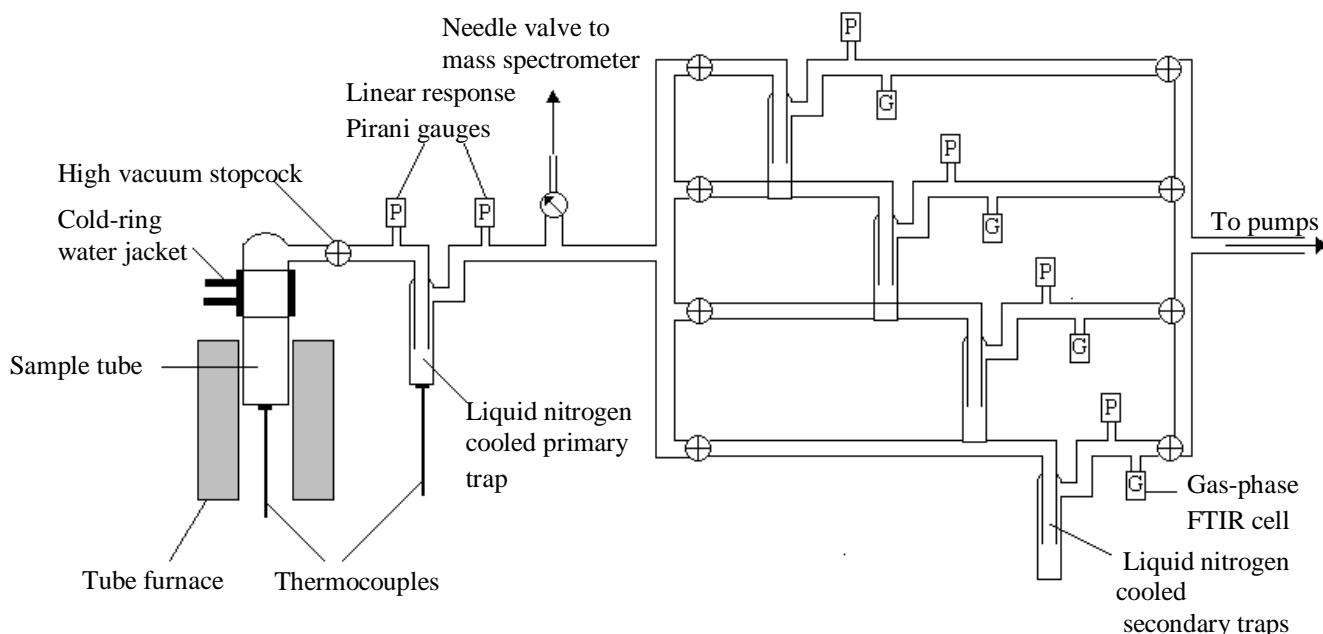 Needle valve to
mass spectrometer
Linear response
Pirani gauges
High vacuum stopcock
Cold-ring
water jacket
Sample tube
Tube furnace
Thermocouples
Liquid nitrogen
cooled primary
trap
P
P
P
G
P
G
P
G
P
G
To pumps
Gas-phase
FTIR cell
Liquid nitrogen
cooled
secondary traps